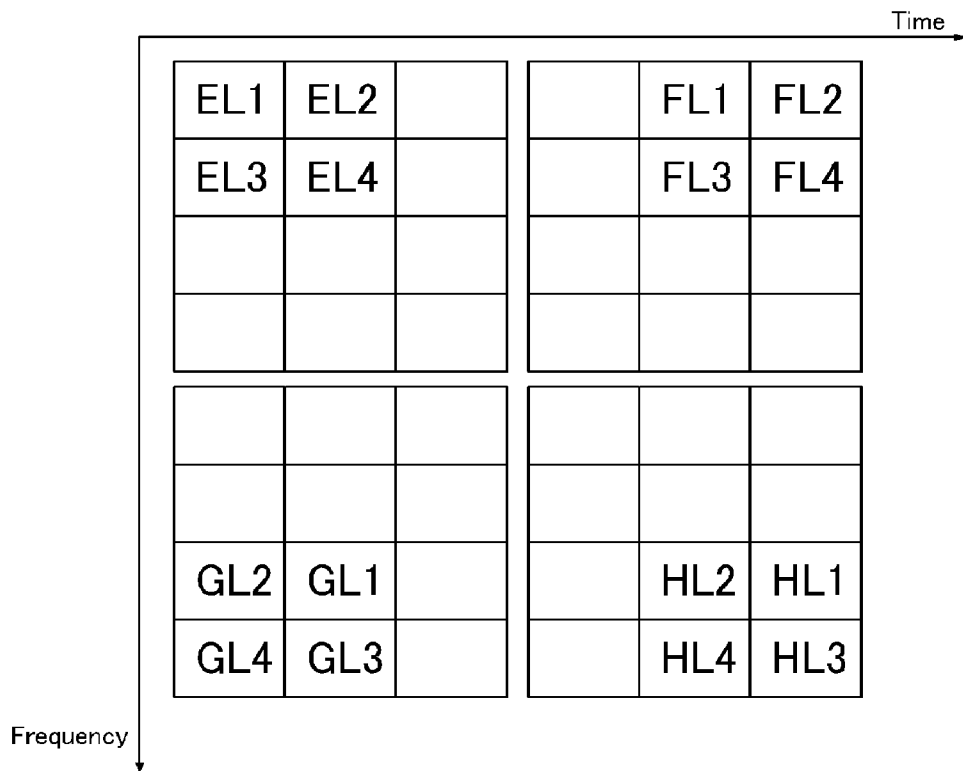 Time
EL1 EL2 FL1 FL2
EL3 EL4 FL3 FL4
GL2 GL1 HL2 HL1
GL4 GL3 HL4 HL3
Frequency